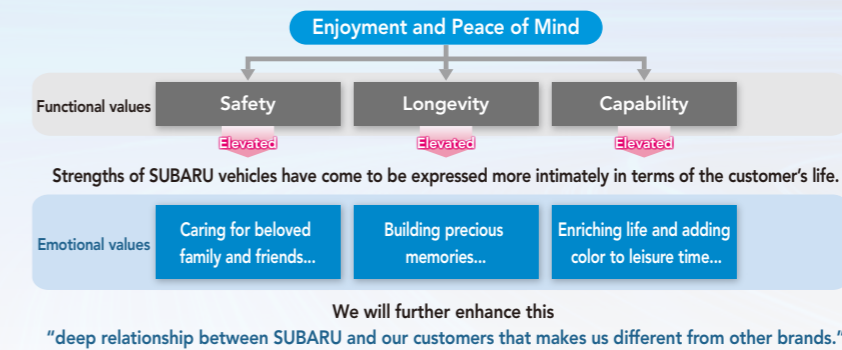 Enjoyment and Peace of Mind
Functional values
Safety
Longevity
Capability
Elevated
Elevated
Elevated
Strengths of SUBARU vehicles have come to be expressed more intimately in terms of the customer’s life.
Emotional values
Caring for beloved
family and friends...
Building precious
memories...
Enriching life and adding
color to leisure time...
We will further enhance this
“deep relationship between SUBARU and our customers that makes us different from other brands.”